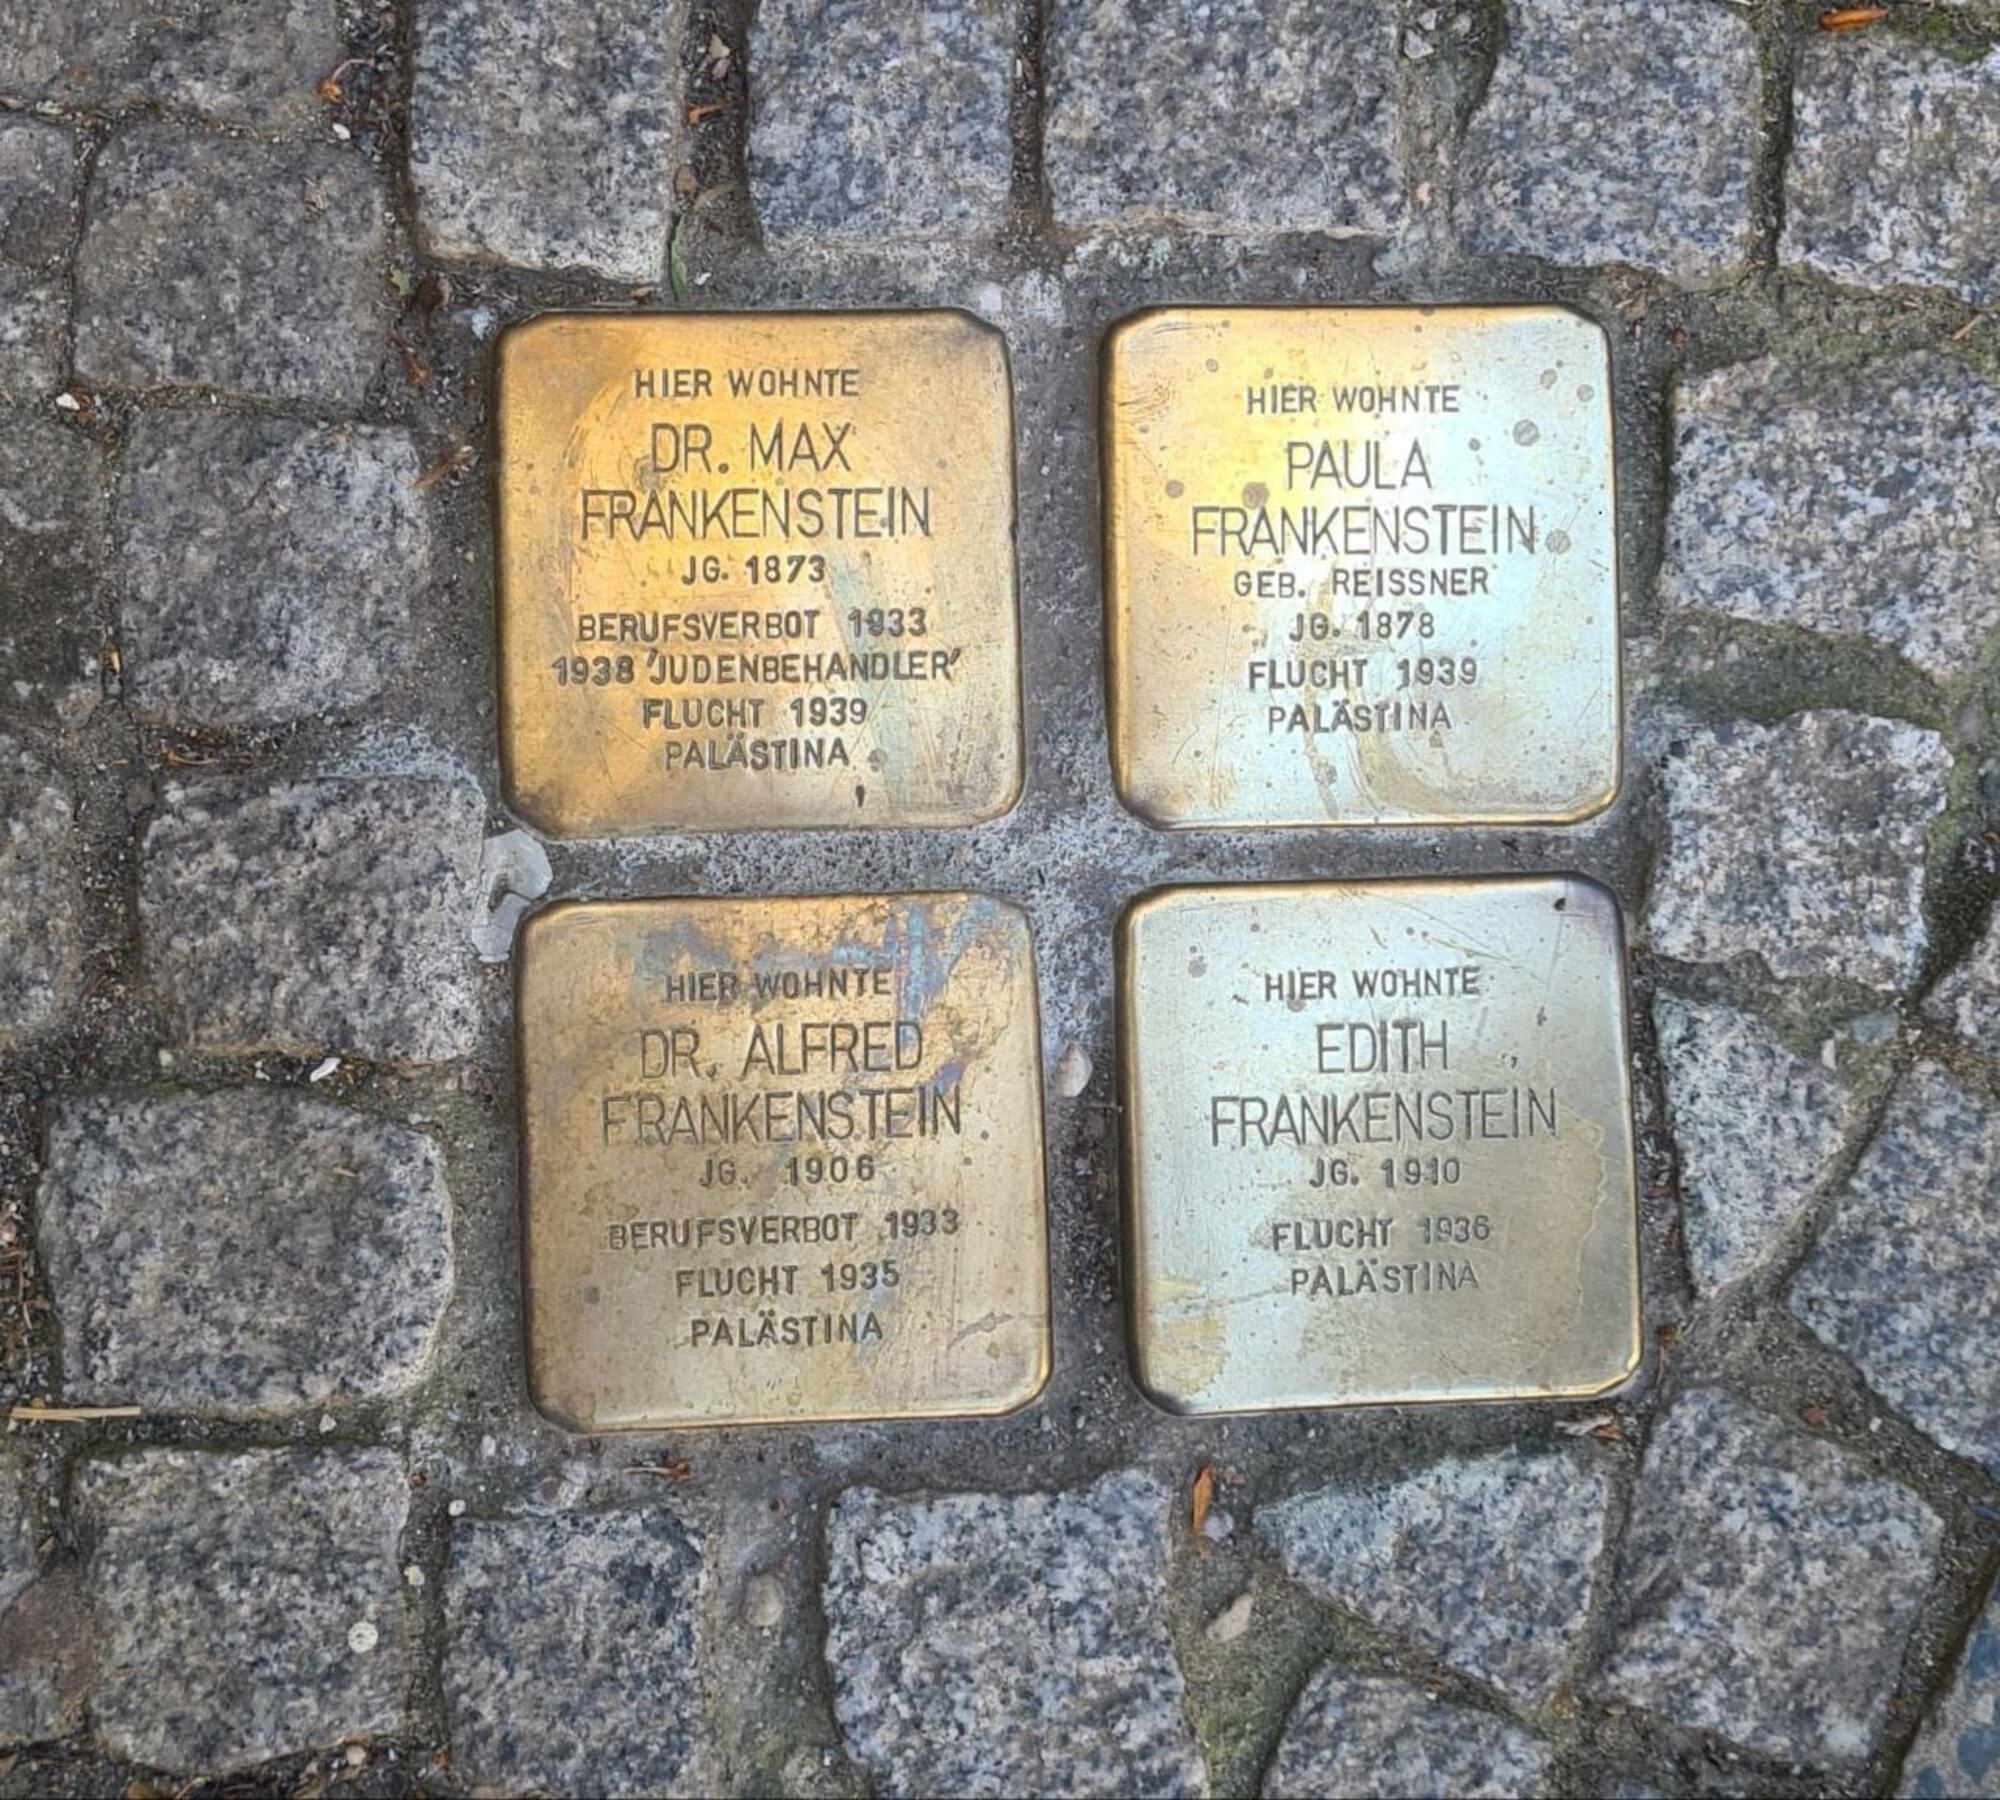 HIER WOHNTE
DR. MAX
FRANKENSTEIN
JG. 1873
BERUFSVERBOT 1933
1938 'JUDENBEHANDLER'
FLUCHT 1939
PALÄSTINA
HIER WOHNTE
PAULA
FRANKENSTEIN
GEB. REISSNER
JG. 1878
FLUCHT 1939
PALÄSTINA
HIER WOHNTE
DR. ALFRED
FRANKENSTEIN
JG. 1906
BERUFSVERBOT 1933
FLUCHT 1935
PALÄSTINA
HIER WOHNTE
EDITH
FRANKENSTEIN
JG. 1910
FLUCHT 1936
PALÄSTINA